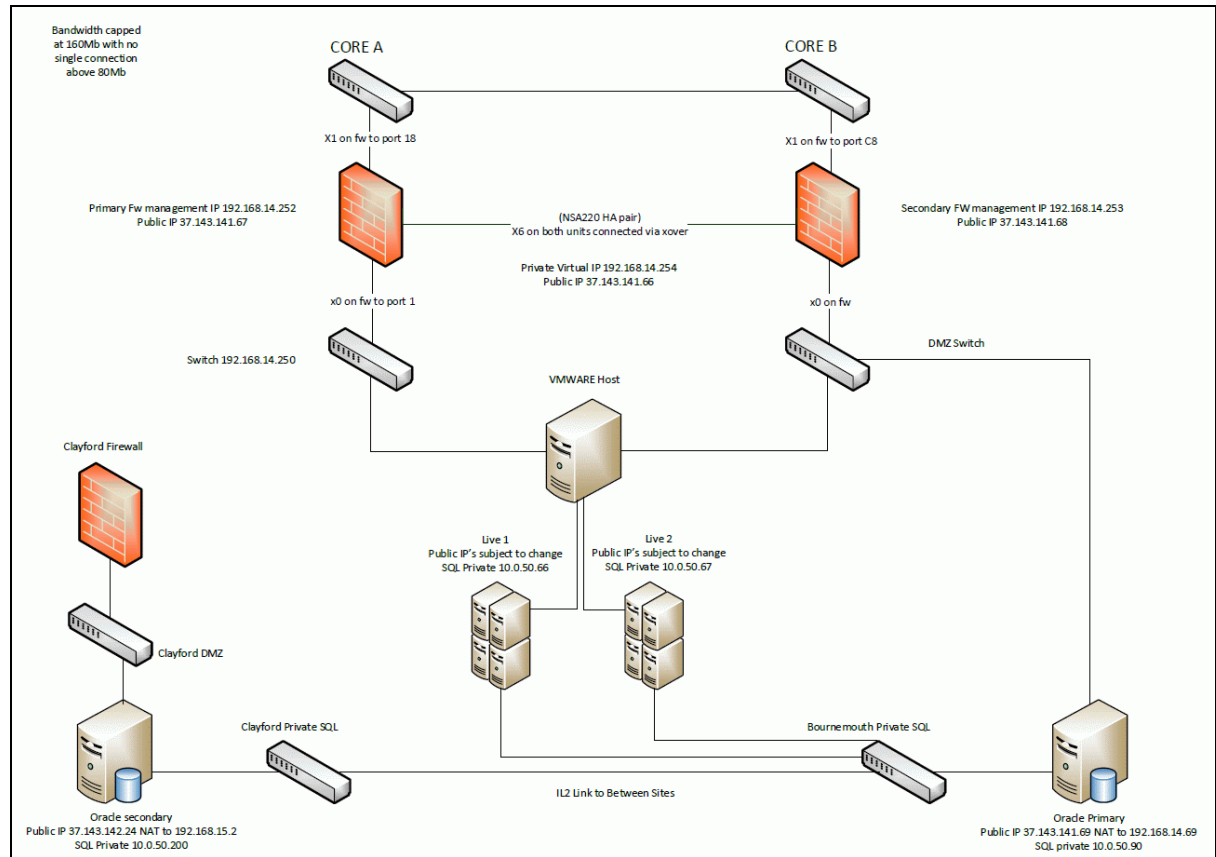 Bandwidth capped
at 160Mb with no
single connection
above 80Mb
CORE A
CORE B
X1 on fw to port 18
X1 on fw to port C8
Primary Fw management IP 192.168.14.252
Public IP 37.143.141.67
(NSA220 HA pair)
X6 on both units connected via xover
Secondary FW management IP 192.168.14.253
Public IP 37.143.141.68
Private Virtual IP 192.168.14.254
Public IP 37.143.141.66
x0 on fw to port 1
x0 on fw
Switch 192.168.14.250
DMZ Switch
VMWARE Host
Clayford Firewall
Live 1
Public IP's subject to change
SQL Private 10.0.50.66
Live 2
Public IP's subject to change
SQL Private 10.0.50.67
Clayford DMZ
Clayford Private SQL
Bournemouth Private SQL
IL2 Link to Between Sites
Oracle secondary
Public IP 37.143.142.24 NAT to 192.168.15.2
SQL Private 10.0.50.200
Oracle Primary
Public IP 37.143.141.69 NAT to 192.168.14.69
SQL private 10.0.50.90